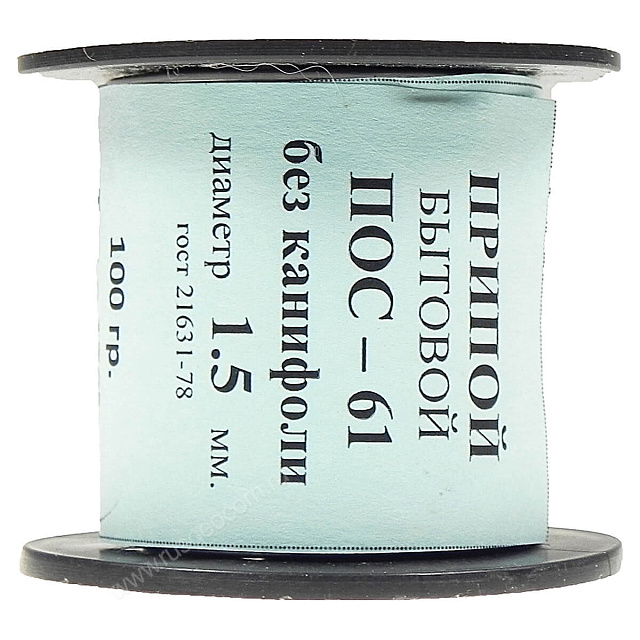 ПРИПОЙ
БЫТОВОЙ
ПОС – 61
без канифоли
диаметр 1.5 мм.
гост 21631-78
100 гр.